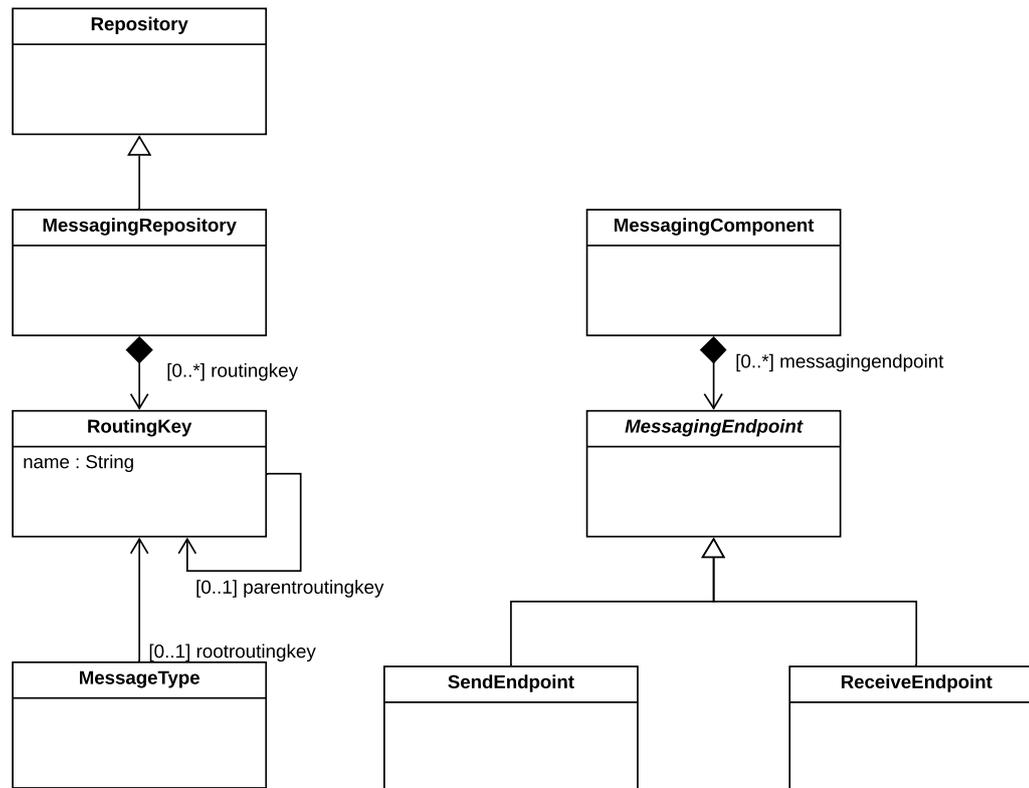 Repository
MessagingRepository
MessagingComponent
[0..*] routingkey
[0..*] messagingendpoint
RoutingKey
MessagingEndpoint
name : String
[0..1] parentroutingkey
[0..1] rootroutingkey
MessageType
SendEndpoint
ReceiveEndpoint